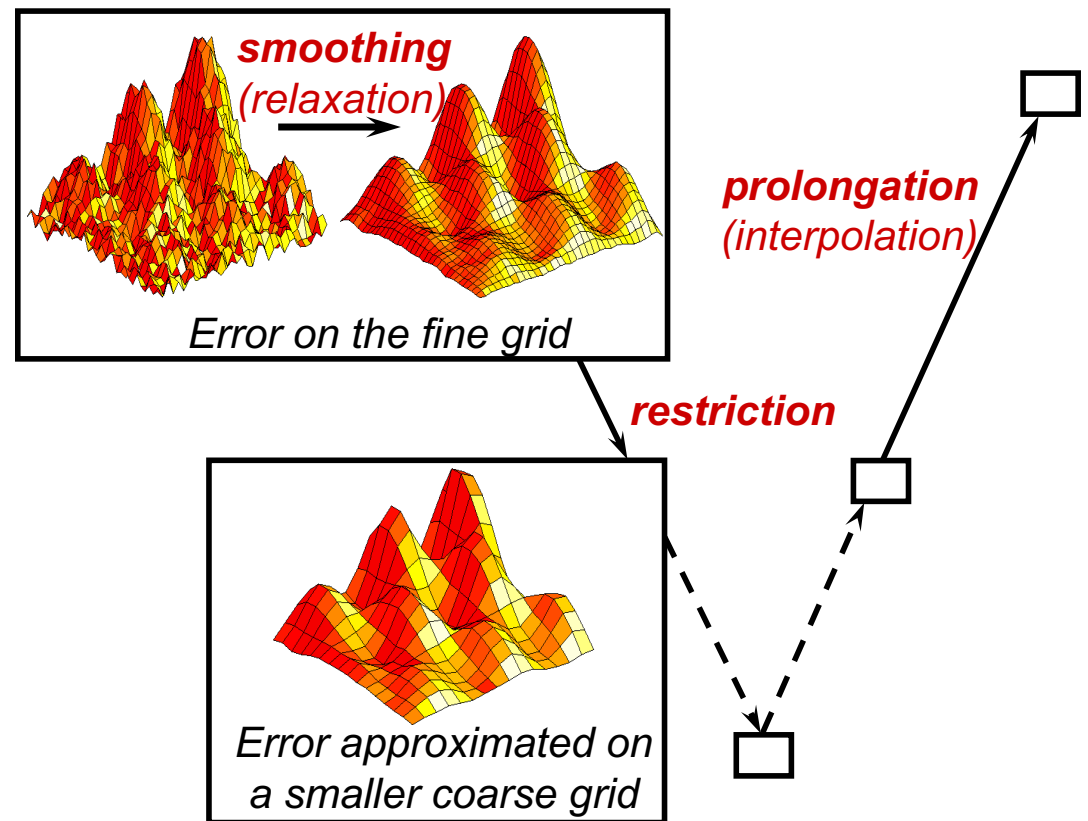 smoothing
(relaxation)
Error on the fine grid
prolongation
(interpolation)
restriction
Error approximated on
a smaller coarse grid